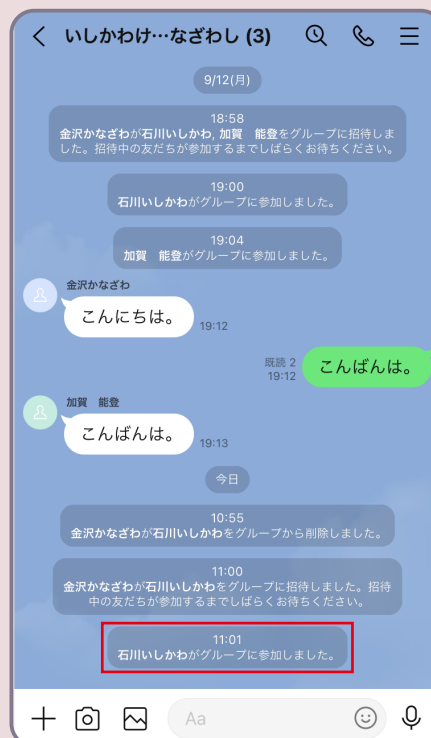 いしかわけ…なざわし (3)
9/12(月)
18:58
金沢かなざわが石川いしかわ, 加賀　能登をグループに招待しま
した。招待中の友だちが参加するまでしばらくお待ちください。
19:00
石川いしかわがグループに参加しました。
19:04
加賀　能登がグループに参加しました。
金沢かなざわ
こんにちは。
19:12
既読 2
19:12
こんばんは。
加賀　能登
こんばんは。
19:13
今日
10:55
金沢かなざわが石川いしかわをグループから削除しました。
11:00
金沢かなざわが石川いしかわをグループに招待しました。招待
中の友だちが参加するまでしばらくお待ちください。
11:01
石川いしかわがグループに参加しました。
Aa